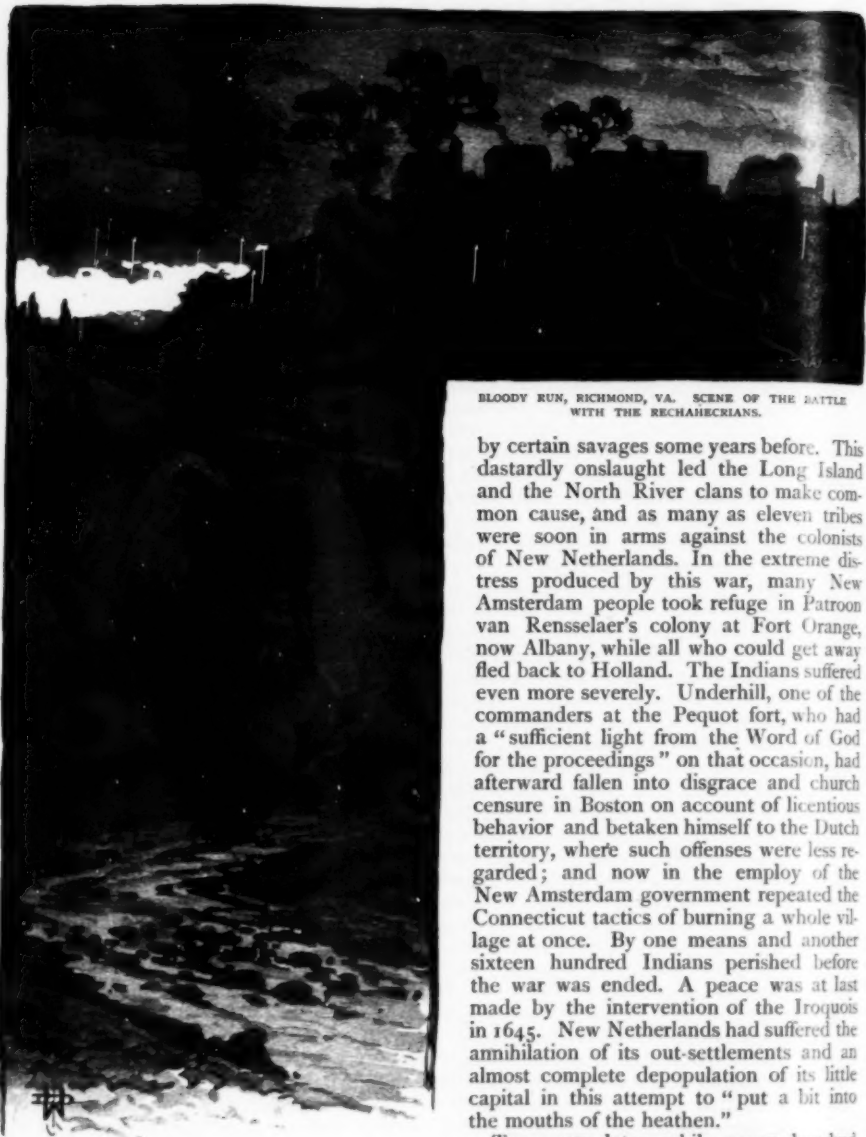 BLOODY RUN, RICHMOND, VA. SCENE OF THE BATTLE
WITH THE RECHAHECRIANS.
by certain savages some years before. This
dastardly onslaught led the Long Island
and the North River clans to make com-
mon cause, and as many as eleven tribes
were soon in arms against the colonists
of New Netherlands. In the extreme dis-
tress produced by this war, many New
Amsterdam people took refuge in Patroon
van Rensselaer's colony at Fort Orange,
now Albany, while all who could get away
fled back to Holland. The Indians suffered
even more severely. Underhill, one of the
commanders at the Pequot fort, who had
a “sufficient light from the Word of God
for the proceedings” on that occasion, had
afterward fallen into disgrace and church
censure in Boston on account of licentious
behavior and betaken himself to the Dutch
territory, where such offenses were less re-
garded; and now in the employ of the
New Amsterdam government repeated the
Connecticut tactics of burning a whole vil-
lage at once. By one means and another
sixteen hundred Indians perished before
the war was ended. A peace was at last
made by the intervention of the Iroquois
in 1645. New Netherlands had suffered the
annihilation of its out-settlements and an
almost complete depopulation of its little
capital in this attempt to “put a bit into
the mouths of the heathen.”